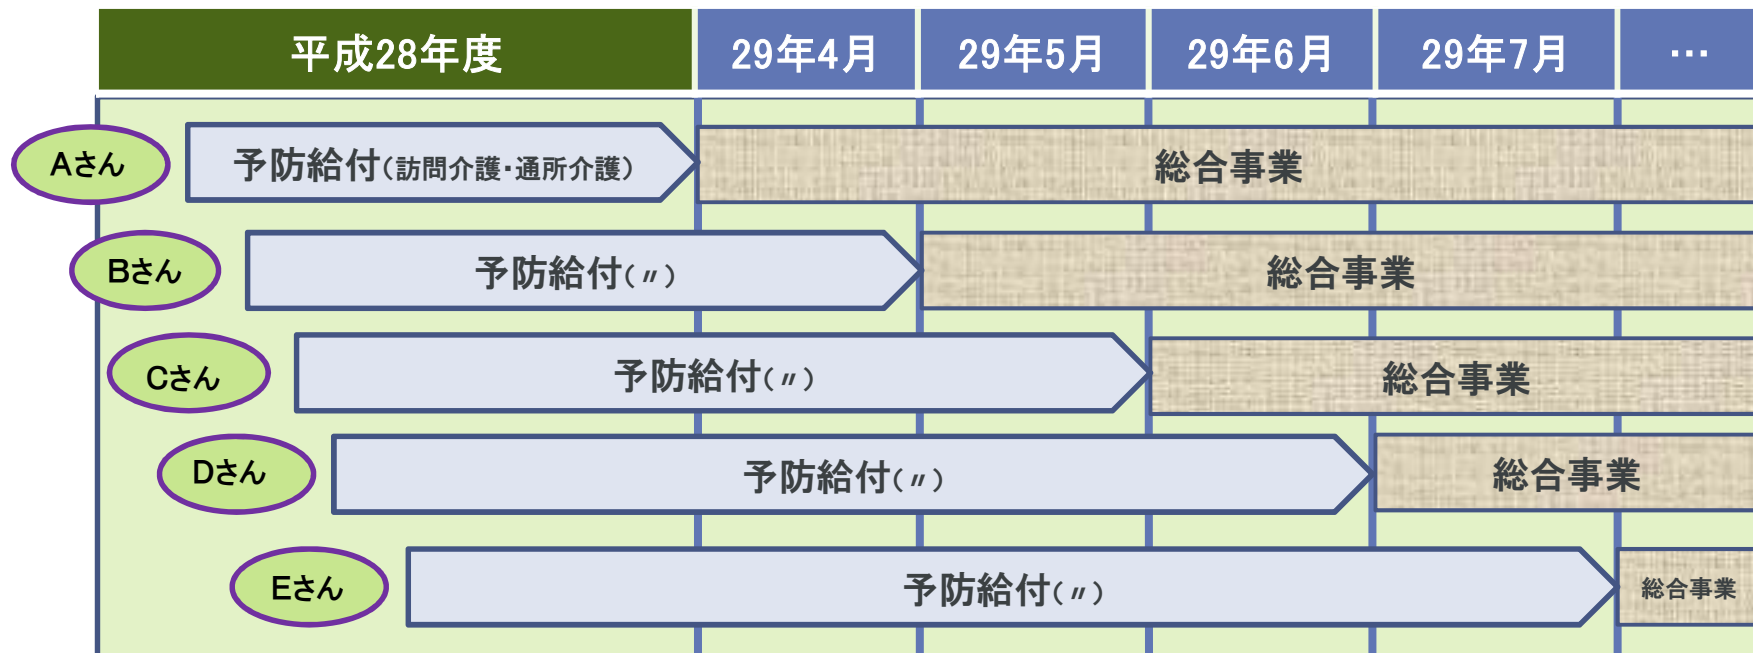 平成28年度 29年4月 29年5月 29年6月 29年7月 …
Aさん 予防給付(訪問介護・通所介護) 総合事業
Bさん 予防給付(〃) 総合事業
Cさん 予防給付(〃) 総合事業
Dさん 予防給付(〃) 総合事業
Eさん 予防給付(〃) 総合事業